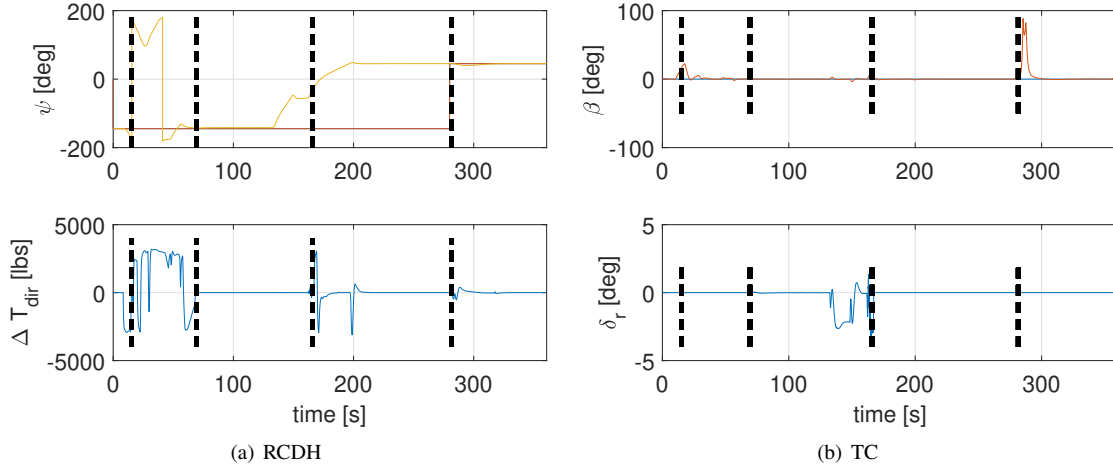 200
0
-200
ψ [deg]
0 100 200 300
100
0
-100
β [deg]
0 100 200 300
5000
0
-5000
Δ T_dir [lbs]
0 100 200 300
time [s]
5
0
-5
δ_r [deg]
0 100 200 300
time [s]
(a) RCDH
(b) TC